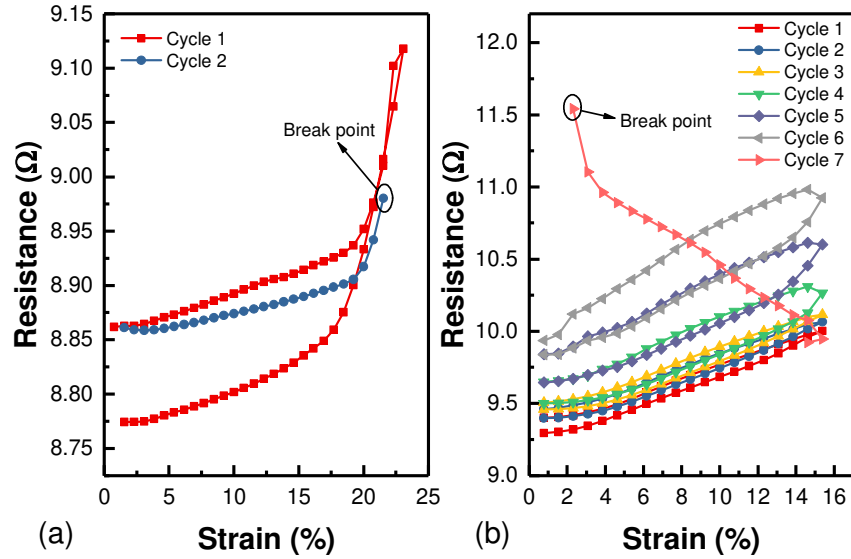 9.15
9.10
9.05
9.00
8.95
8.90
8.85
8.80
8.75
Resistance (Ω)
Cycle 1
Cycle 2
Break point
0 5 10 15 20 25
(a) Strain (%)
12.0
11.5
11.0
10.5
10.0
9.5
9.0
Resistance (Ω)
Cycle 1
Cycle 2
Cycle 3
Cycle 4
Cycle 5
Cycle 6
Cycle 7
Break point
0 2 4 6 8 10 12 14 16
(b) Strain (%)